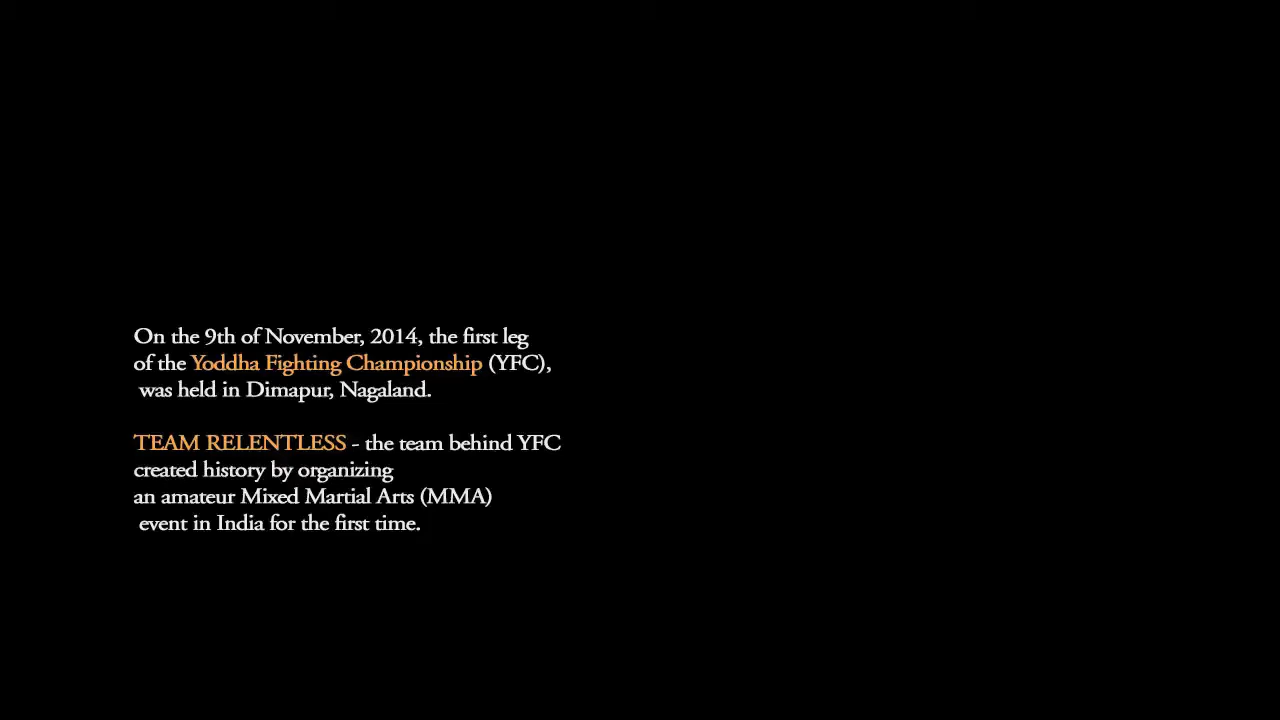 On the 9th of November, 2014, the first leg
of the Yoddha Fighting Championship (YFC),
was held in Dimapur, Nagaland.
TEAM RELENTLESS - the team behind YFC
created history by organizing
an amateur Mixed Martial Arts (MMA)
event in India for the first time.